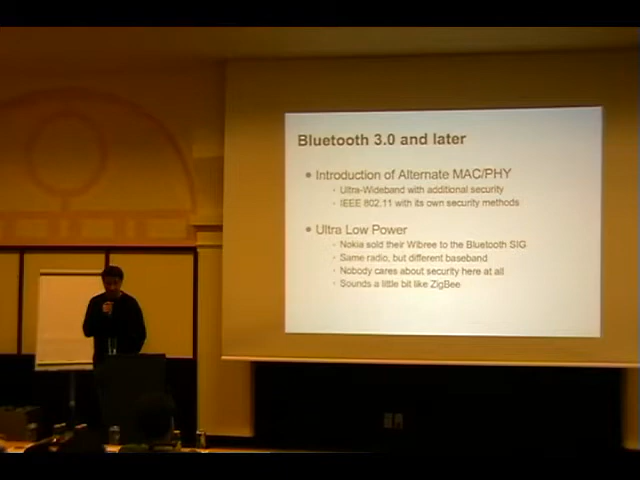 Bluetooth 3.0 and later
• Introduction of Alternate MAC/PHY
· Ultra-Wideband with additional security
· IEEE 802.11 with its own security methods
• Ultra Low Power
· Nokia sold their Wibree to the Bluetooth SIG
· Same radio, but different baseband
· Nobody cares about security here at all
· Sounds a little bit like ZigBee